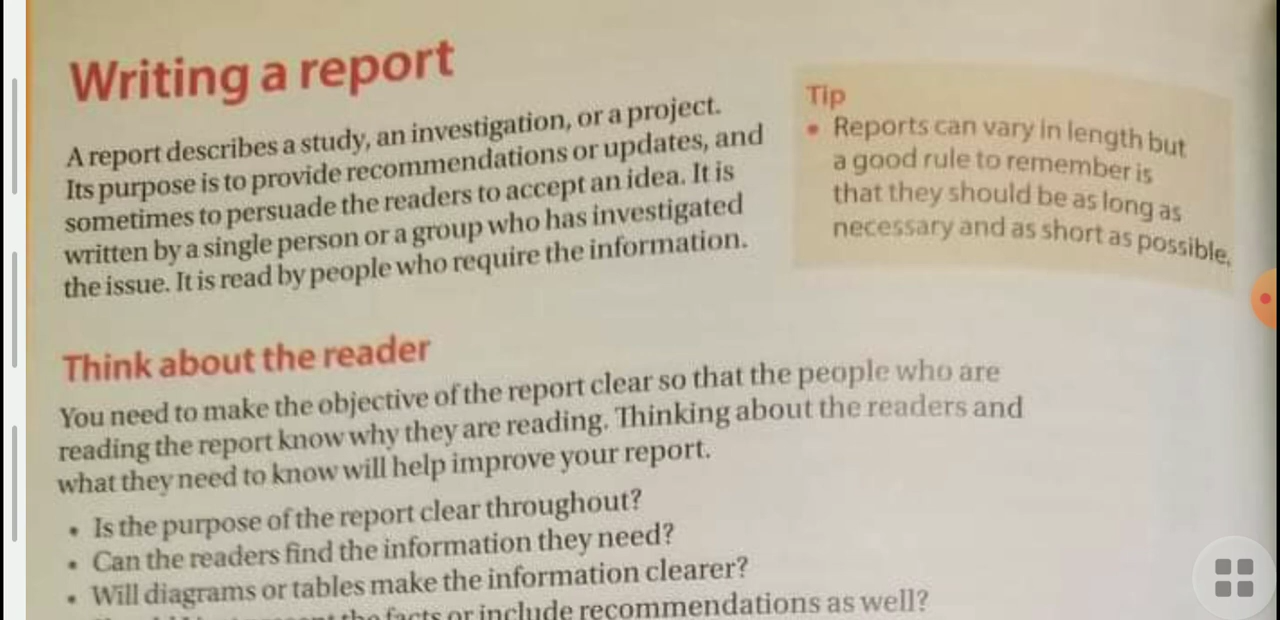 Writing a report
A report describes a study, an investigation, or a project.
Its purpose is to provide recommendations or updates, and
sometimes to persuade the readers to accept an idea. It is
written by a single person or a group who has investigated
the issue. It is read by people who require the information.
Tip
• Reports can vary in length but
a good rule to remember is
that they should be as long as
necessary and as short as possible.
Think about the reader
You need to make the objective of the report clear so that the people who are
reading the report know why they are reading. Thinking about the readers and
what they need to know will help improve your report.
• Is the purpose of the report clear throughout?
• Can the readers find the information they need?
• Will diagrams or tables make the information clearer?
the facts or include recommendations as well?